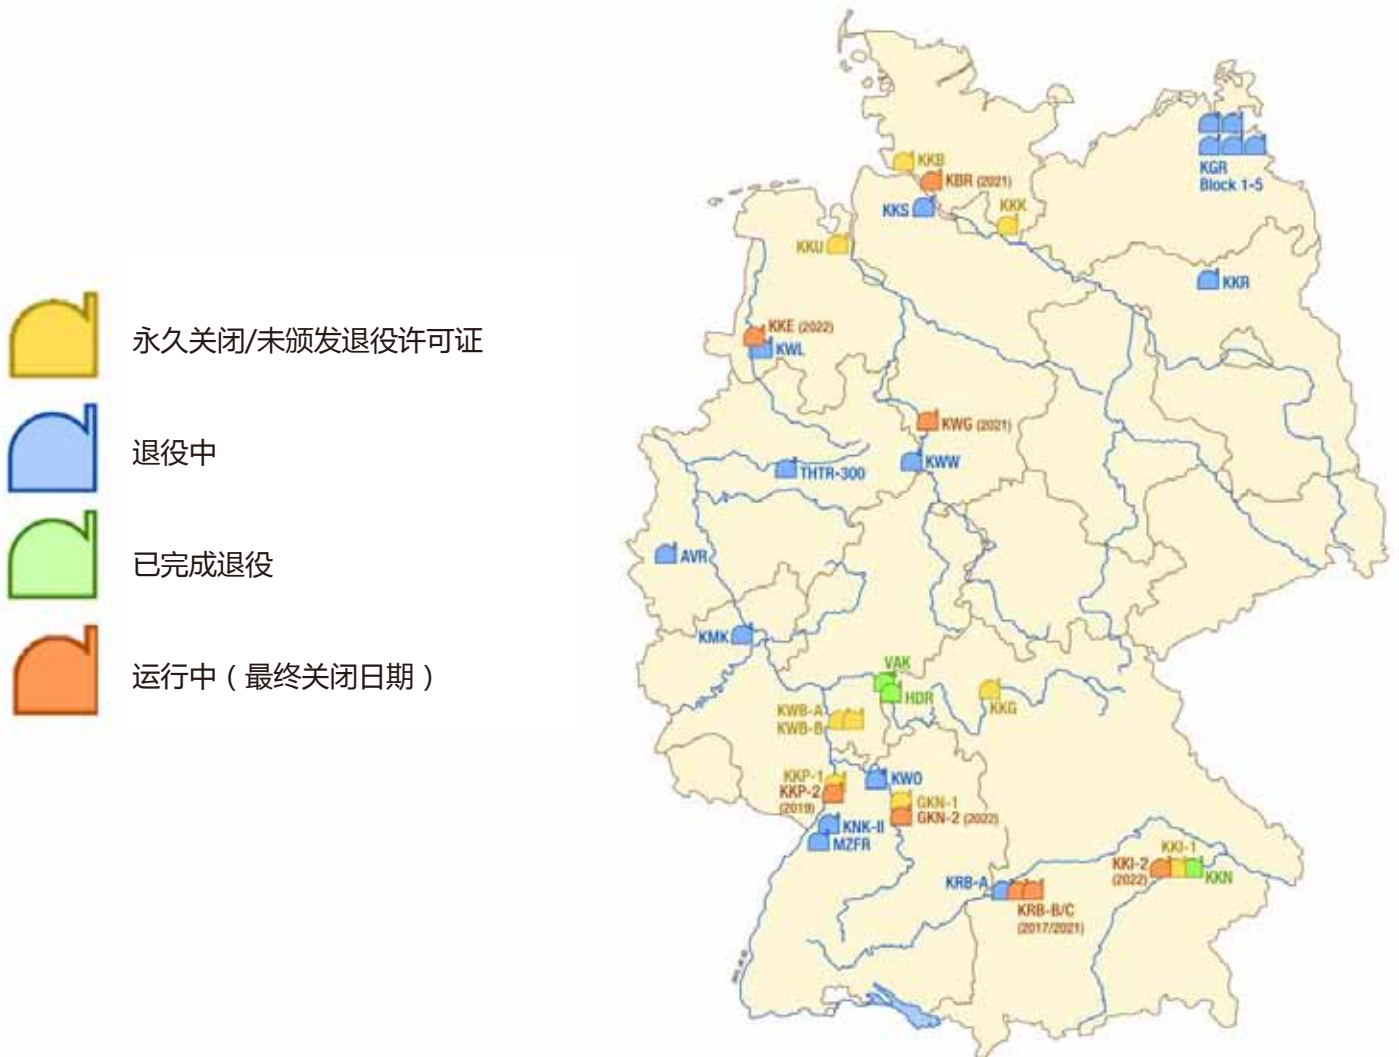 永久关闭/未颁发退役许可证
退役中
已完成退役
运行中（最终关闭日期）
KKB
KBR (2021)
KKS
KKK
KKU
KGR
Block 1-5
KKR
KKE (2022)
KWL
KWG (2021)
KWW
THTR-300
AVR
KMK
VAK
HDR
KKG
KWB-A
KWB-B
KKP-1
KKP-2
(2019)
KWO
GKN-1
GKN-2 (2022)
KNK-II
MZFR
KRB-A
KRB-B/C
(2017/2021)
KKI-1
KKI-2
(2022)
KKN